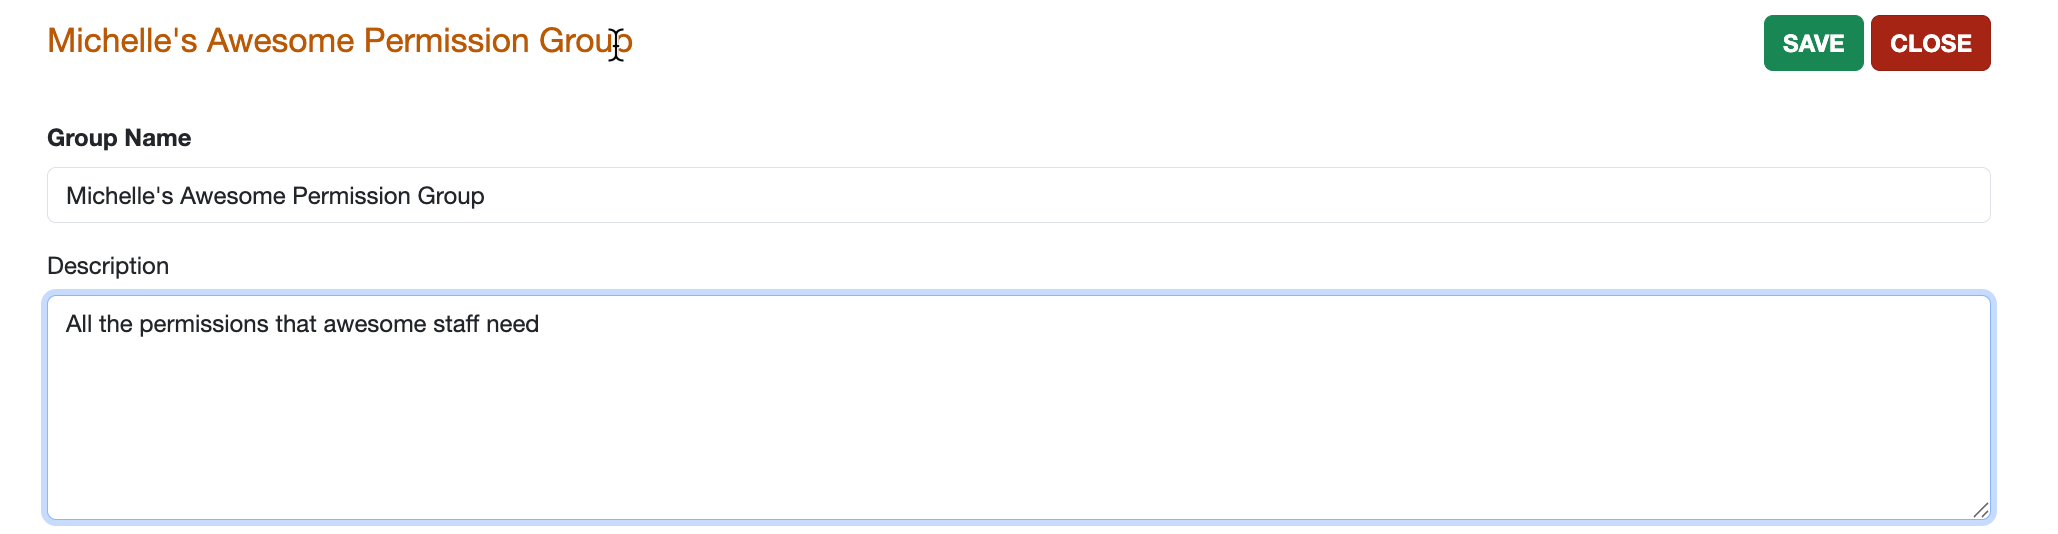 Michelle's Awesome Permission Group
SAVE CLOSE
Group Name
Michelle's Awesome Permission Group
Description
All the permissions that awesome staff need